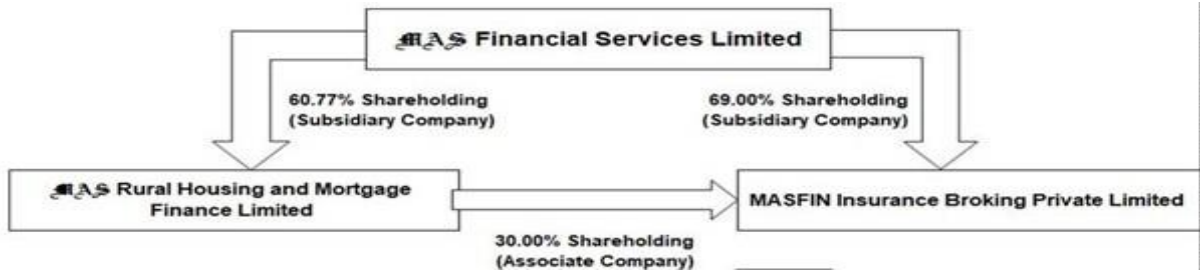 MAS Financial Services Limited
60.77% Shareholding
(Subsidiary Company)
69.00% Shareholding
(Subsidiary Company)
MAS Rural Housing and Mortgage
Finance Limited
MASFIN Insurance Broking Private Limited
30.00% Shareholding
(Associate Company)